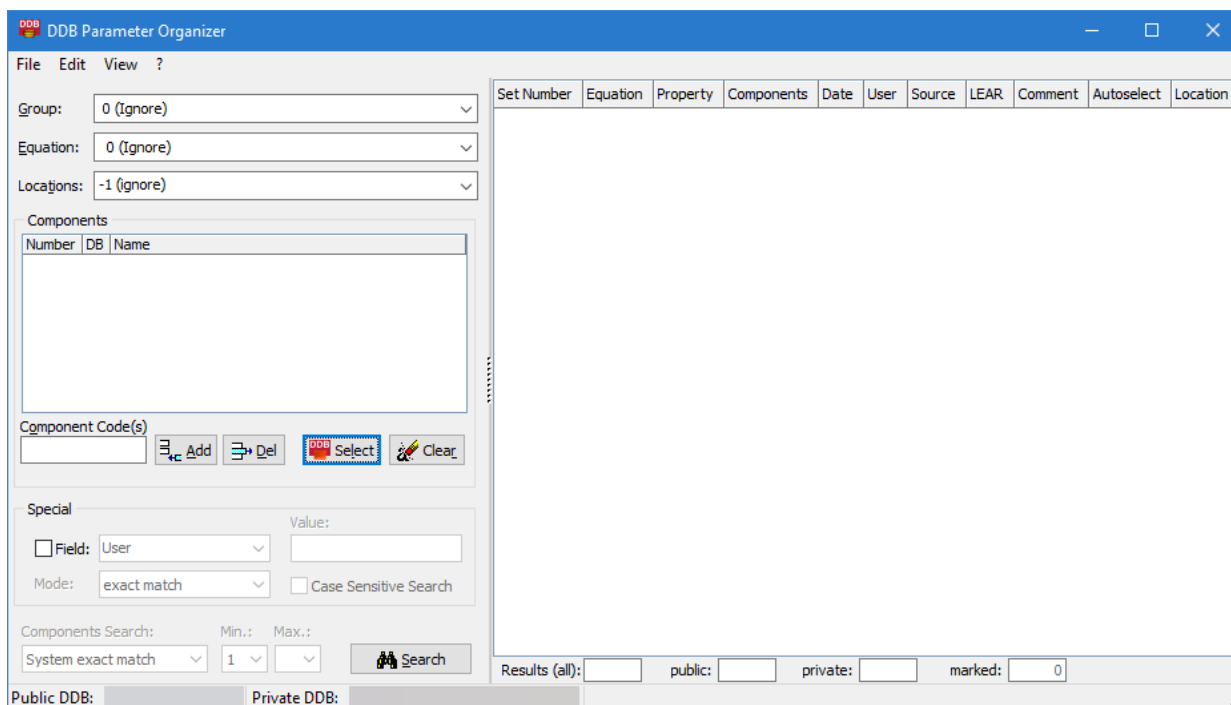 DDB DDB Parameter Organizer
File Edit View ?
Group: 0 (Ignore)
Equation: 0 (Ignore)
Locations: -1 (ignore)
Components
Number DB Name
Component Code(s)
Add Del DDB Select Clear
Special
Value:
Field: User
Mode: exact match Case Sensitive Search
Components Search: Min.: Max.:
System exact match 1 Search
Public DDB: Private DDB:
Set Number Equation Property Components Date User Source LEAR Comment Autoselect Location
Results (all): public: private: marked: 0